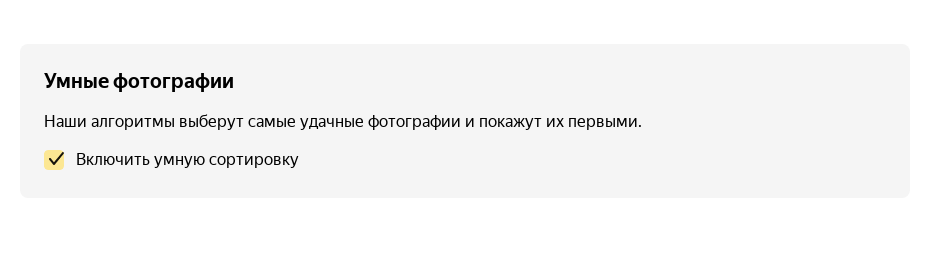 Умные фотографии
Наши алгоритмы выберут самые удачные фотографии и покажут их первыми.
Включить умную сортировку